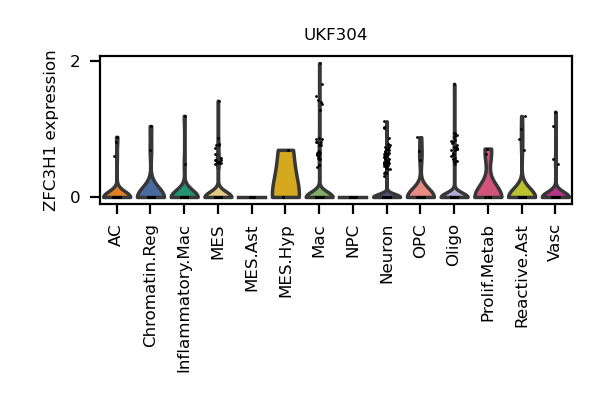 UKF304
ZFC3H1 expression
2
0
AC
Chromatin.Reg
Inflammatory.Mac
MES
MES.Ast
MES.Hyp
Mac
NPC
Neuron
OPC
Oligo
Prolif.Metab
Reactive.Ast
Vasc